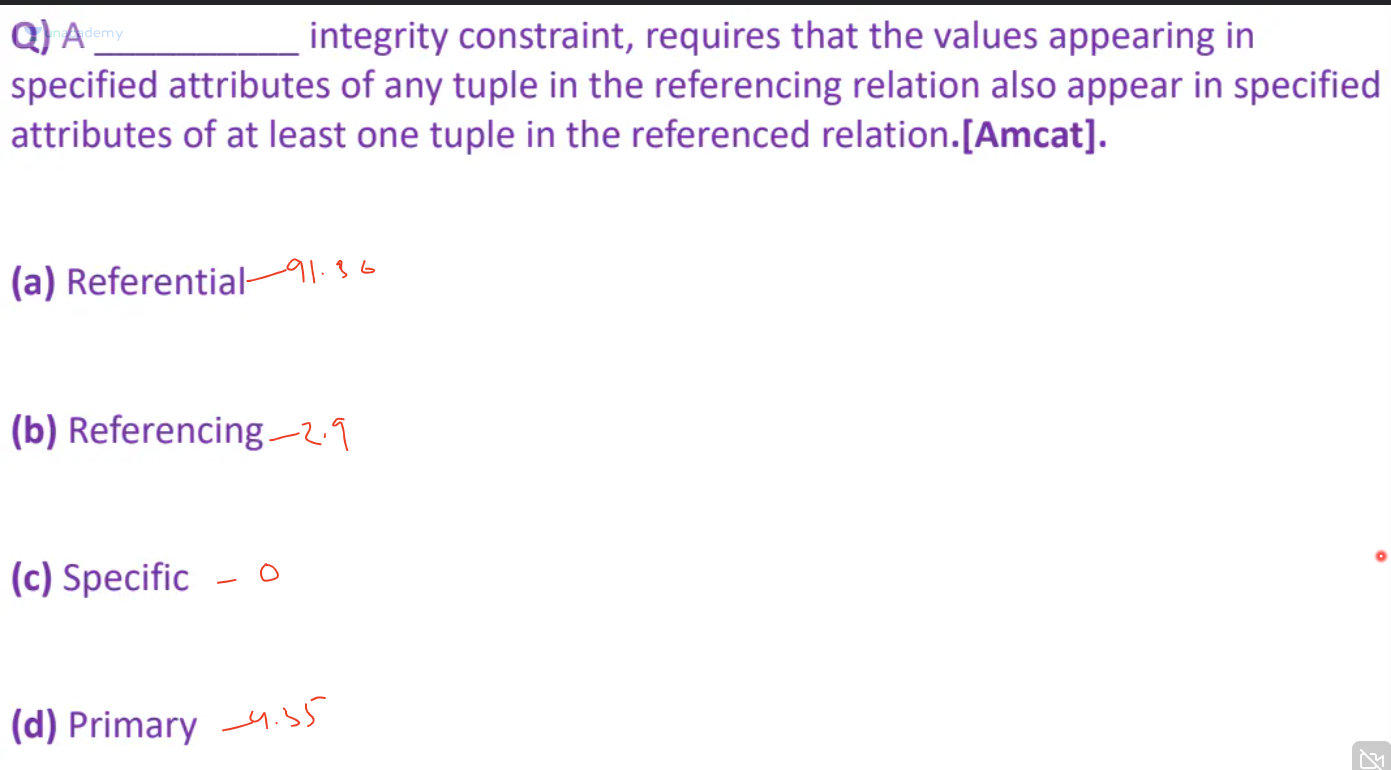 Q) A __________ integrity constraint, requires that the values appearing in
specified attributes of any tuple in the referencing relation also appear in specified
attributes of at least one tuple in the referenced relation.[Amcat].
(a) Referential - 91.36
(b) Referencing - 2.9
(c) Specific - 0
(d) Primary - 4.35